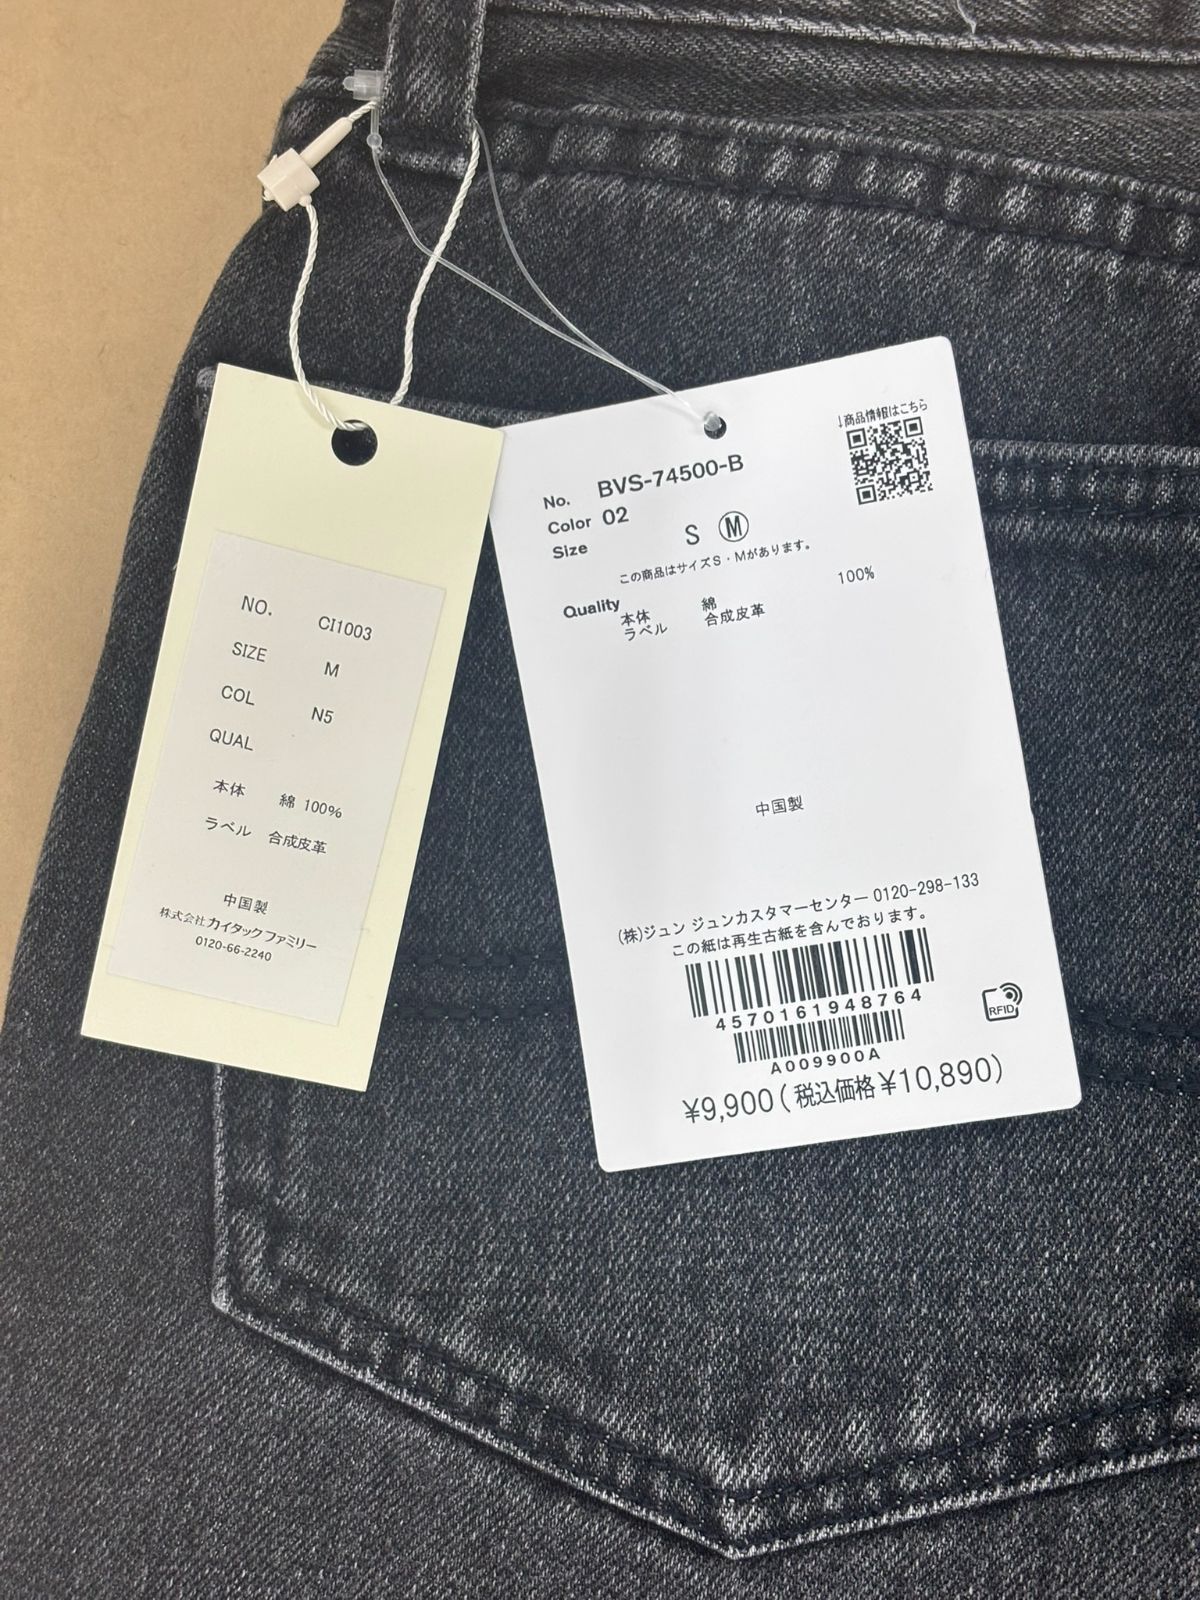 NO. CI1003
SIZE M
COL N5
QUAL
本体 綿 100%
ラベル 合成皮革
中国製
株式会社カイタックファミリー
0120-66-2240
↓商品情報はこちら
No. BVS-74500-B
Color 02
Size S M
この商品はサイズS・Mがあります。
Quality
本体 綿 100%
ラベル 合成皮革
中国製
(株)ジュン ジュンカスタマーセンター 0120-298-133
この紙は再生古紙を含んでおります。
4570161948764
A009900A
RFID
¥9,900(税込価格¥10,890)